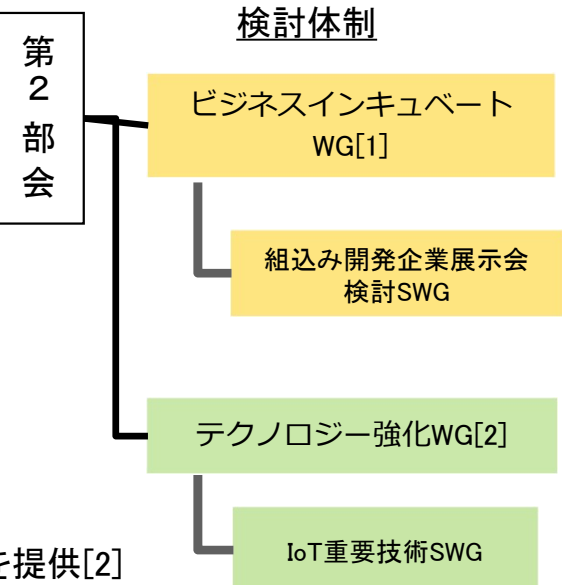 検討体制
第
2
部
会
ビジネスインキュベート
WG[1]
組込み開発企業展示会
検討SWG
テクノロジー強化WG[2]
IoT重要技術SWG
を提供[2]